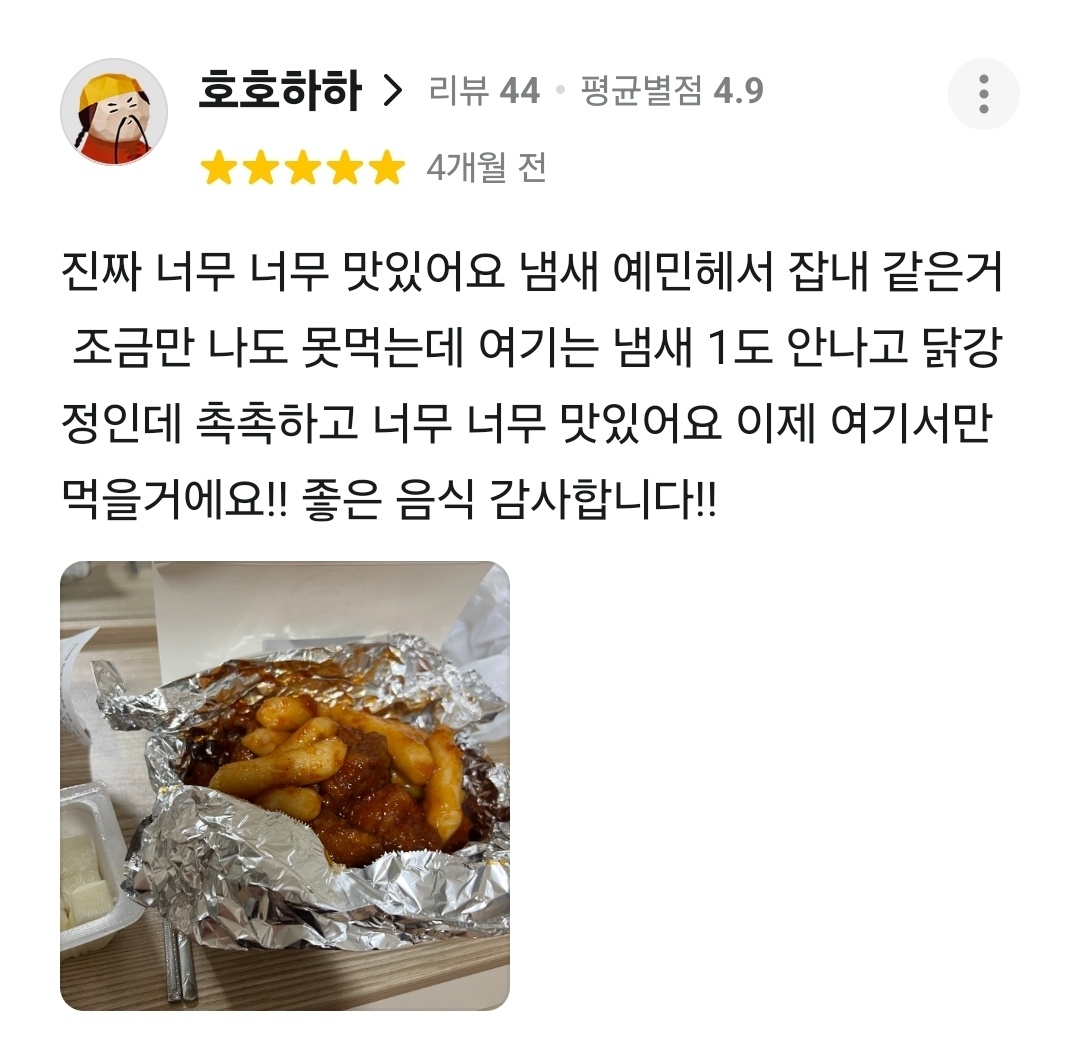 호호하하 > 리뷰 44 • 평균별점 4.9
4개월 전
진짜 너무 너무 맛있어요 냄새 예민헤서 잡내 같은거
조금만 나도 못먹는데 여기는 냄새 1도 안나고 닭강
정인데 촉촉하고 너무 너무 맛있어요 이제 여기서만
먹을거에요!! 좋은 음식 감사합니다!!